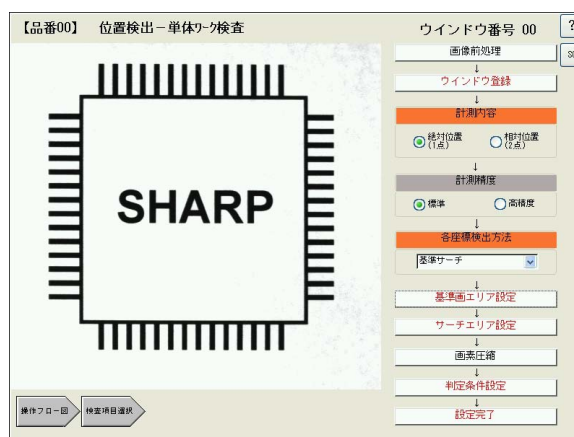 【品番00】 位置検出－単体ﾜｰｸ検査
ウインドウ番号 00
?
画像前処理
↓
ウインドウ登録
↓
計測内容
絶対位置
(1点)
相対位置
(2点)
↓
計測精度
標準
高精度
↓
各座標検出方法
基準サーチ
↓
基準画エリア設定
↓
サーチエリア設定
↓
画素圧縮
↓
判定条件設定
↓
設定完了
SHARP
操作フロー図
検査項目選択